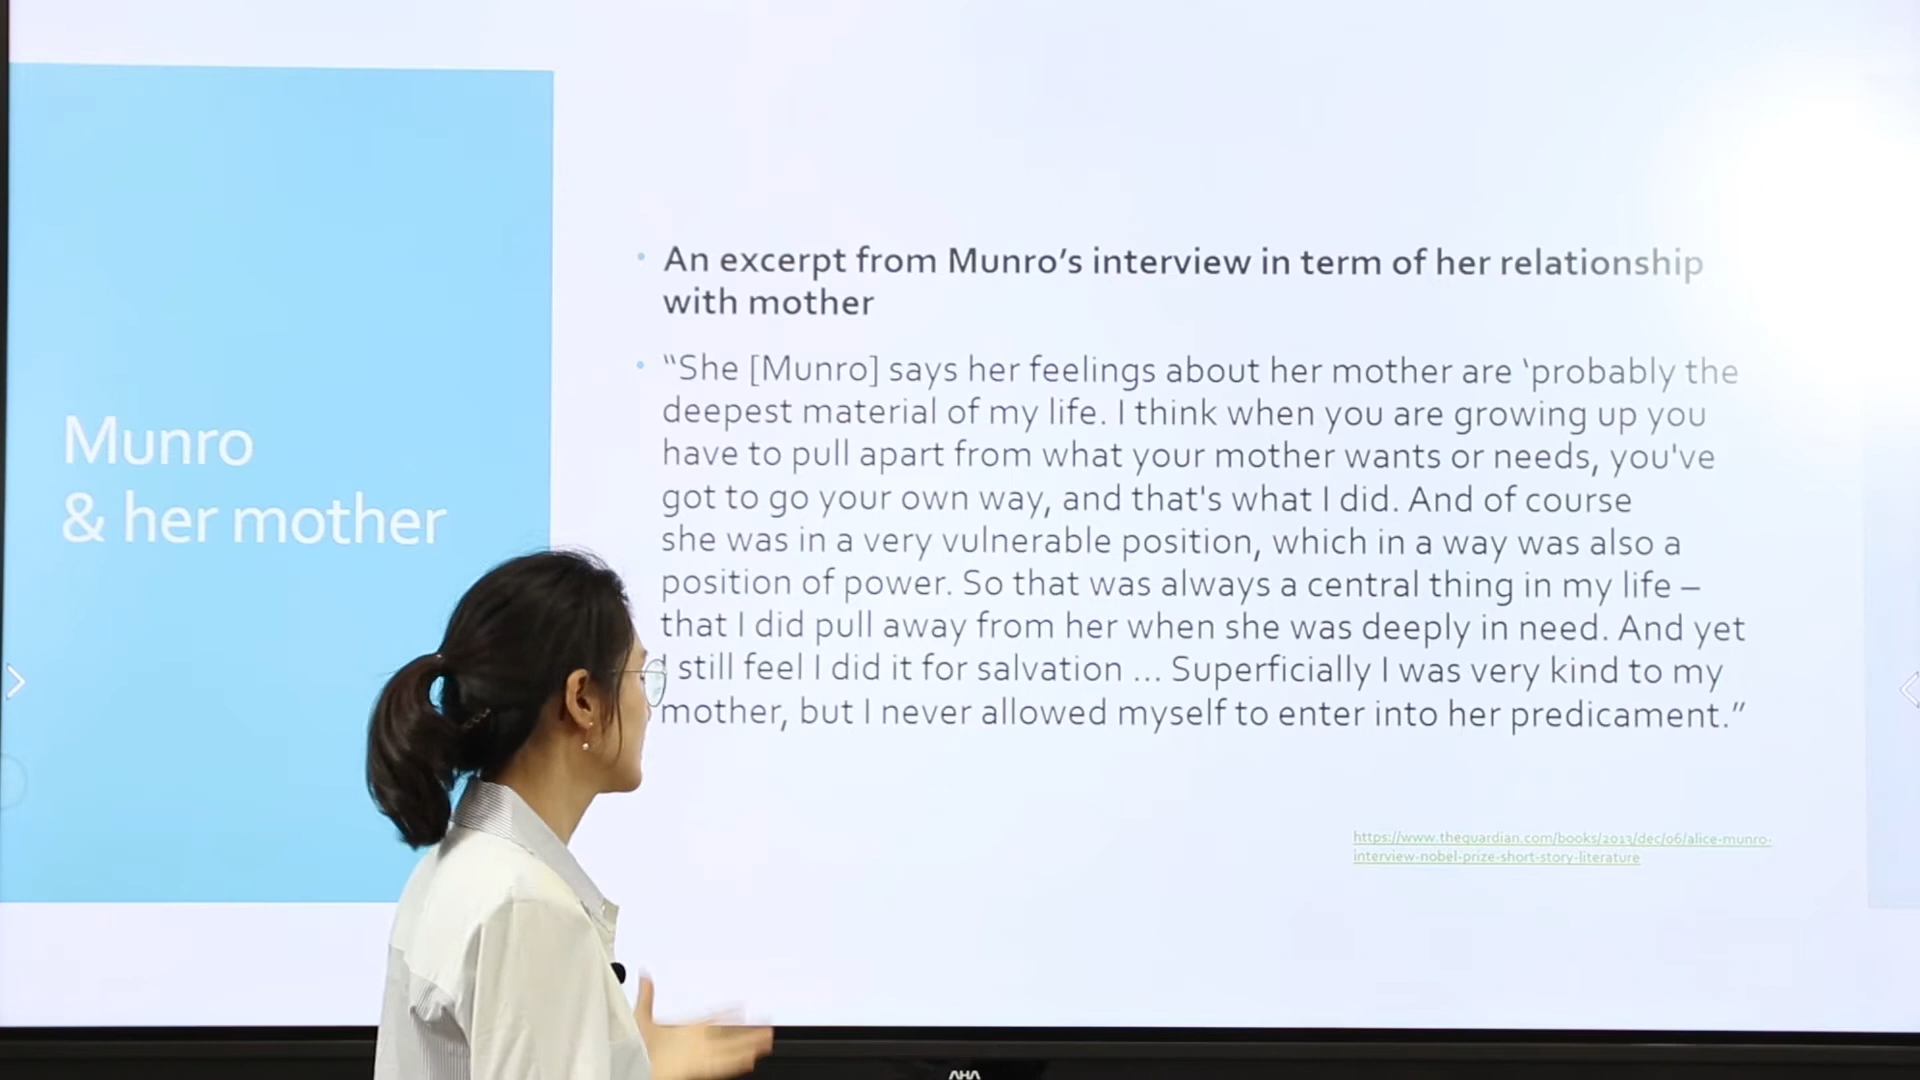 Munro
& her mother
An excerpt from Munro's interview in term of her relationship
with mother
“She [Munro] says her feelings about her mother are ‘probably the
deepest material of my life. I think when you are growing up you
have to pull apart from what your mother wants or needs, you've
got to go your own way, and that's what I did. And of course
she was in a very vulnerable position, which in a way was also a
position of power. So that was always a central thing in my life –
that I did pull away from her when she was deeply in need. And yet
I still feel I did it for salvation ... Superficially I was very kind to my
mother, but I never allowed myself to enter into her predicament.”
https://www.theguardian.com/books/2013/dec/06/alice-munro-
interview-nobel-prize-short-story-literature
AHA